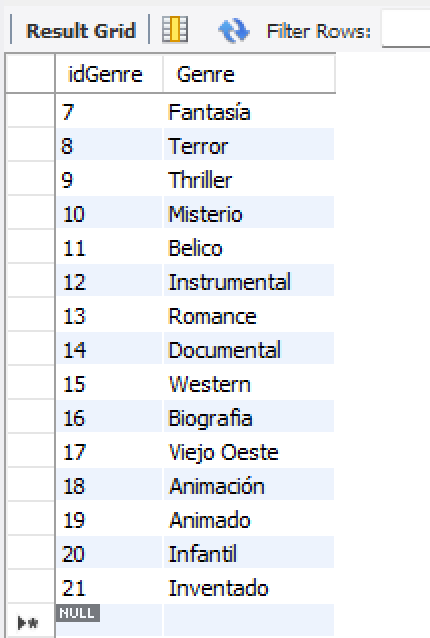 Result Grid Filter Rows:
idGenre Genre
7 Fantasía
8 Terror
9 Thriller
10 Misterio
11 Belico
12 Instrumental
13 Romance
14 Documental
15 Western
16 Biografia
17 Viejo Oeste
18 Animación
19 Animado
20 Infantil
21 Inventado
NULL